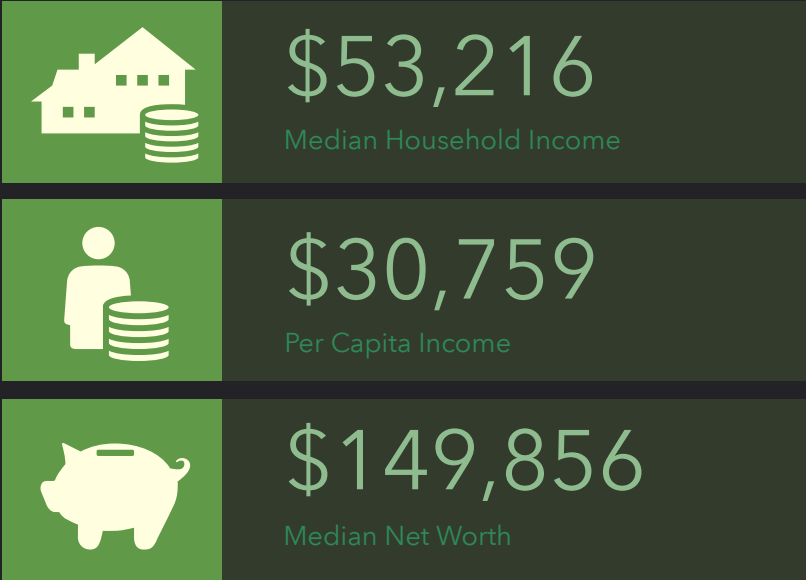 $53,216
Median Household Income
$30,759
Per Capita Income
$149,856
Median Net Worth